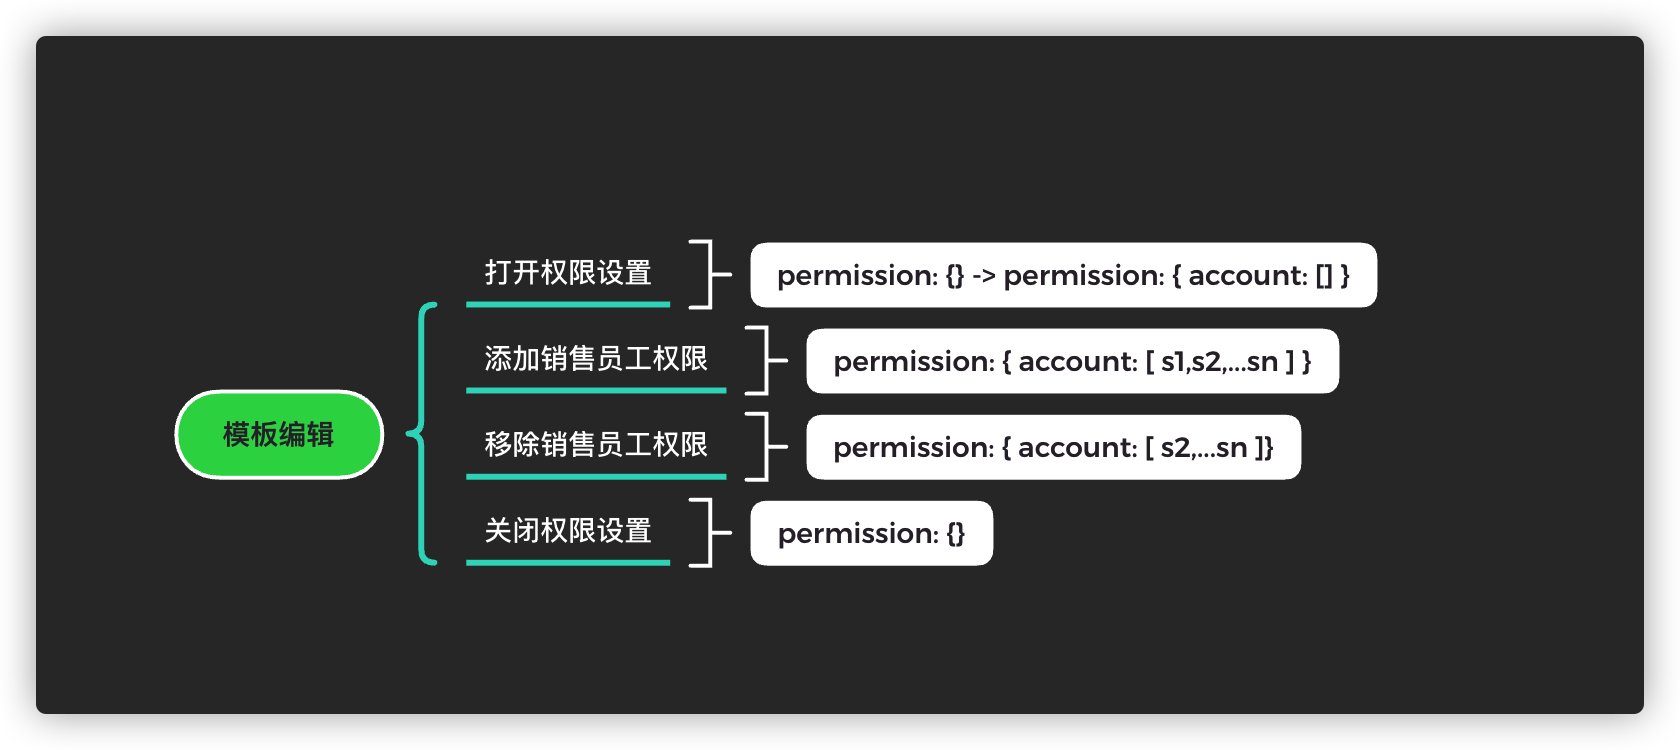 模板编辑
打开权限设置
permission: {} -> permission: { account: [] }
添加销售员工权限
permission: { account: [ s1,s2,...sn ] }
移除销售员工权限
permission: { account: [ s2,...sn ]}
关闭权限设置
permission: {}